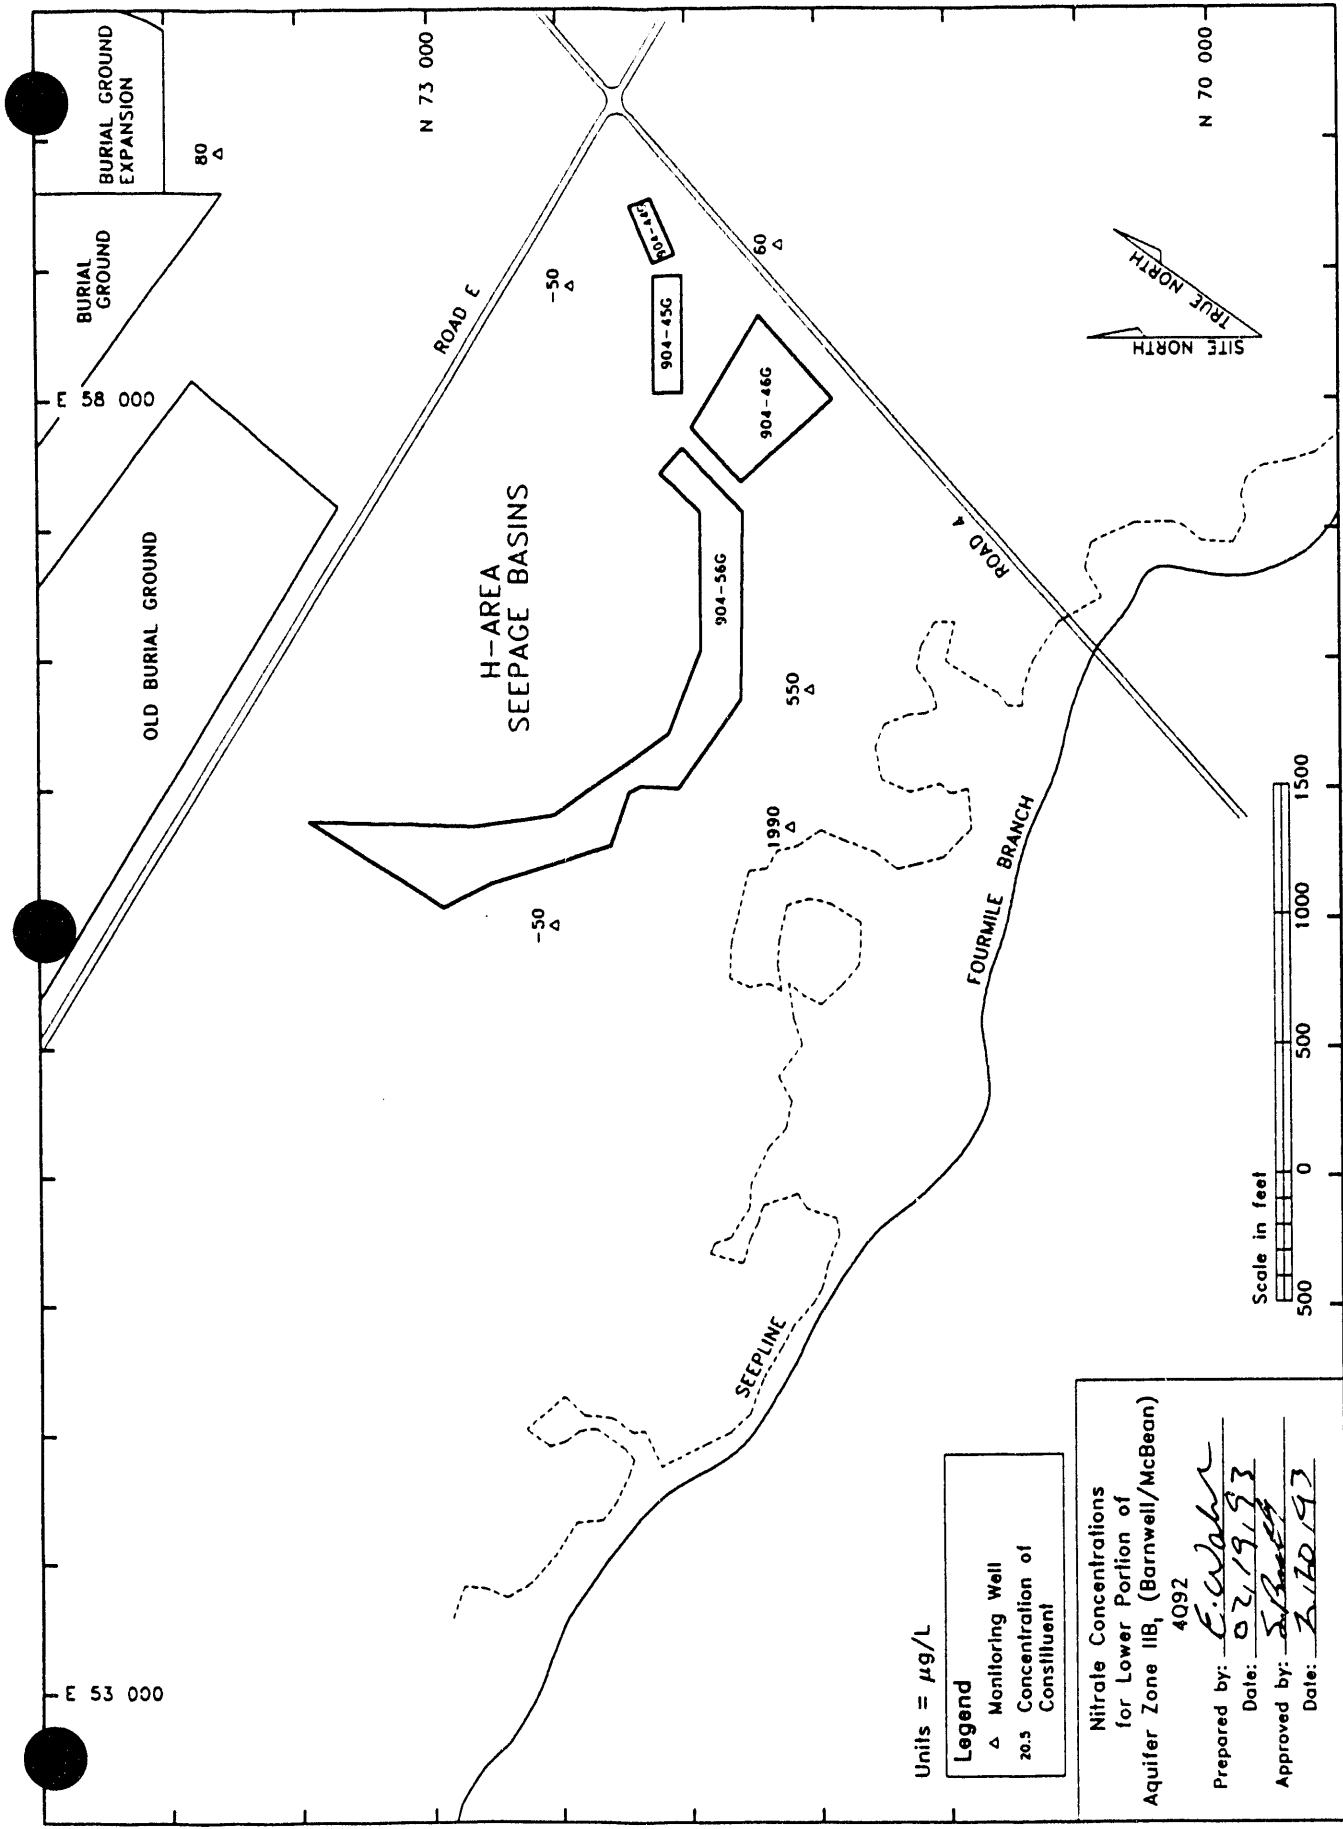 BURIAL GROUND
EXPANSION
80
BURIAL
GROUND
E 58 000
OLD BURIAL GROUND
N 73 000
N 70 000
ROAD E
-50
904-44G
904-45G
60
904-46G
H-AREA
SEEPAGE BASINS
904-56G
550
1990
-50
ROAD 4
TRUE NORTH
SITE NORTH
FOURMILE BRANCH
SEEPLINE
E 53 000
Scale in feet
500 0 500 1000 1500
Units = µg/L
Legend
Δ Monitoring Well
20.5 Concentration of
Constituent
Nitrate Concentrations
for Lower Portion of
Aquifer Zone IIB, (Barnwell/McBean)
4Q92
Prepared by:
Date: 02/19/93
Approved by:
Date: 2/20/93